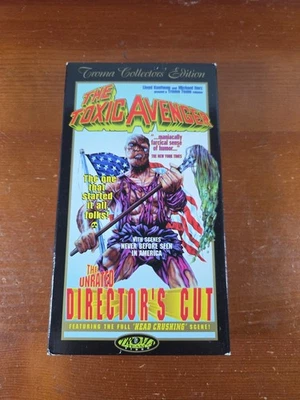 Troma Collectors' Edition
Lloyd Kaufman and Michael Herz
THE
TOXIC AVENGER
"...maniacally
farcical sense
of humor..."
THE NEW YORK TIMES
The one
that
started
it all
folks!
WITH SCENES
NEVER BEFORE SEEN
IN AMERICA
THE
UNRATED
DIRECTOR'S CUT
FEATURING THE FULL "HEAD CRUSHING" SCENE!
TROMA